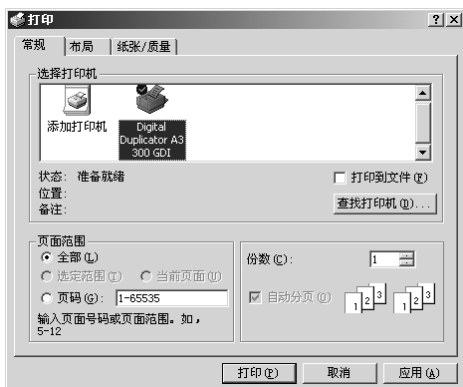 打印
? ×
常规 布局 纸张/质量
选择打印机
添加打印机
Digital
Duplicator A3
300 GDI
状态: 准备就绪
位置:
备注:
打印到文件(F)
查找打印机(D)...
页面范围
全部(L)
选定范围(T) 当前页面(U)
页码(G): 1-65535
输入页号码或页面范围。如,
5-12
份数(C): 1
自动分页(O)
1 2 3 1 2 3
打印(P) 取消 应用(A)